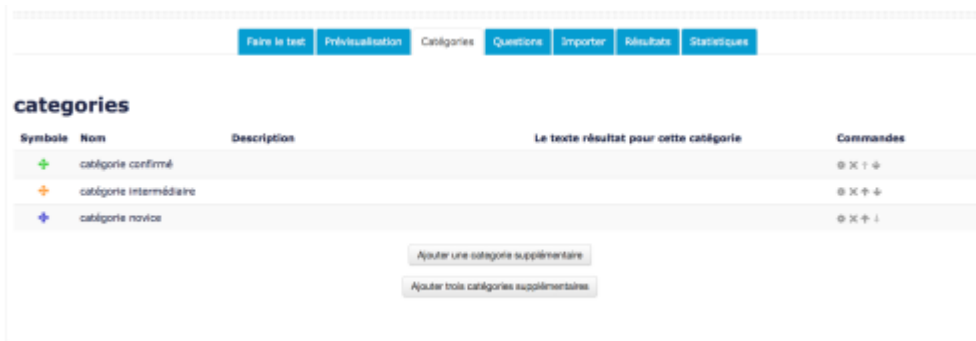 Faire le test Prévisualisation Catégories Questions Importer Résultats Statistiques
categories
Symbole Nom Description Le texte résultat pour cette catégorie Commandes
catégorie confirmé
catégorie intermédiaire
catégorie novice
Ajouter une categorie supplémentaire
Ajouter trois catégories supplémentaires